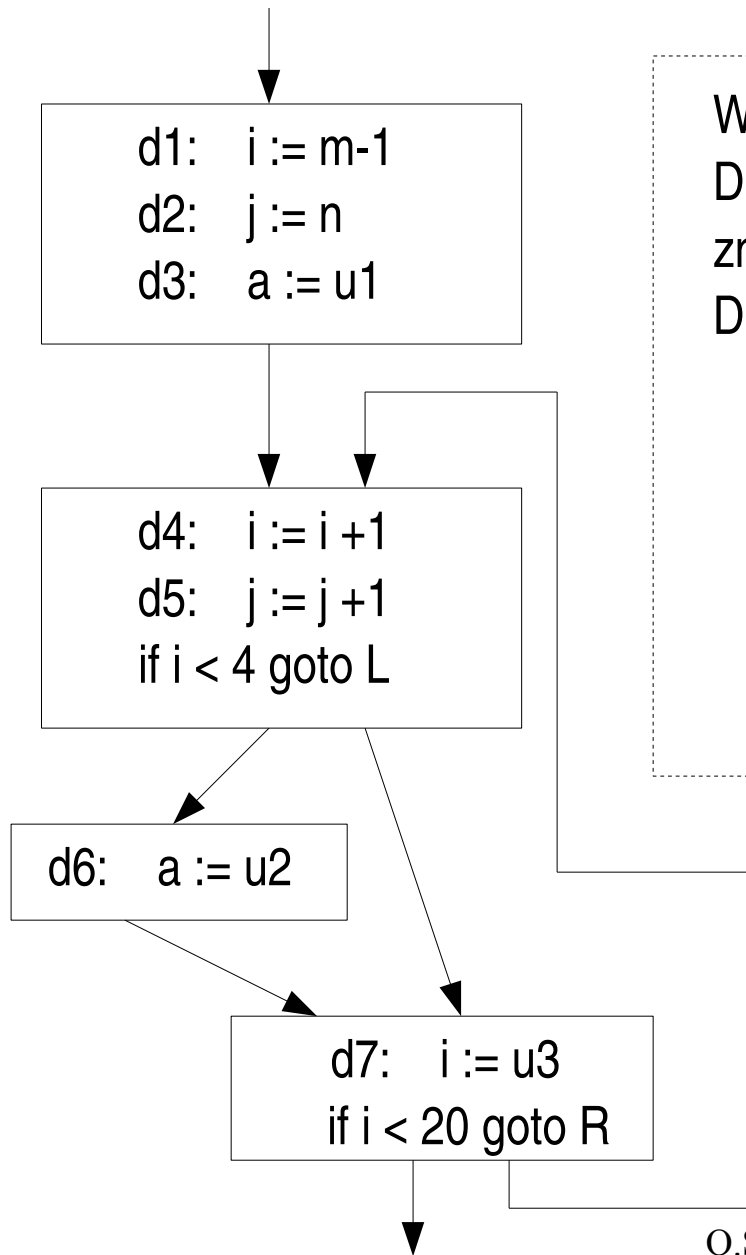 d1: i := m-1
d2: j := n
d3: a := u1
d4: i := i +1
d5: j := j +1
if i < 4 goto L
d6: a := u2
d7: i := u3
if i < 20 goto R